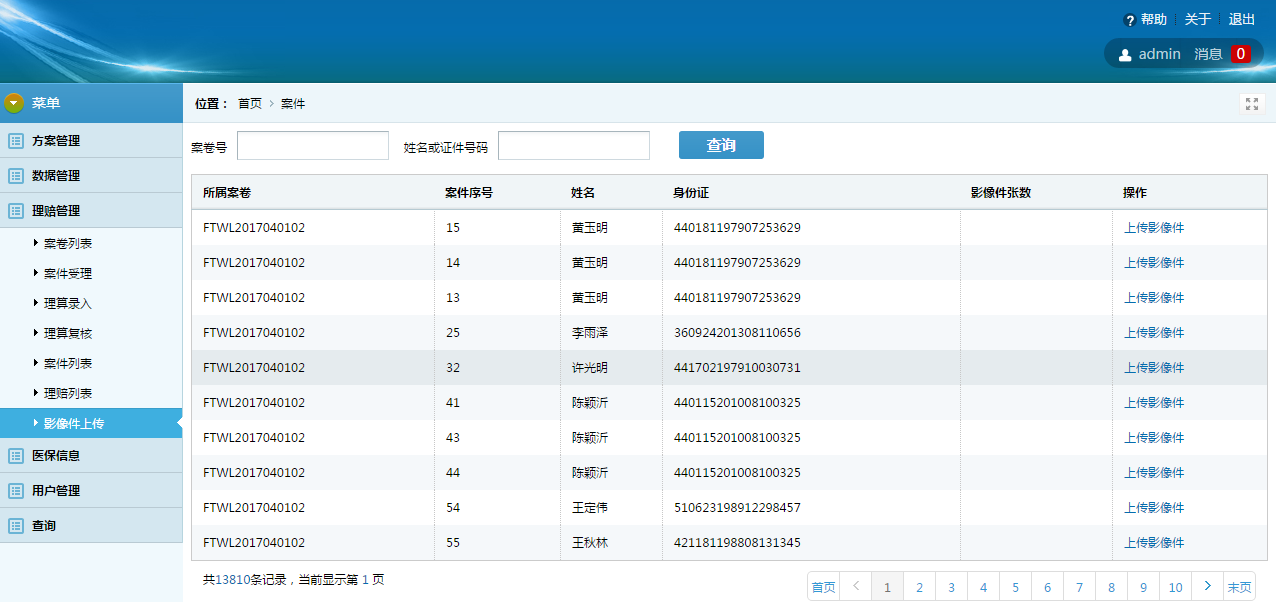 帮助 关于 退出
admin 消息 0
菜单
位置： 首页 > 案件
方案管理
数据管理
理赔管理
案卷列表
案件受理
理算录入
理算复核
案件列表
理赔列表
影像件上传
医保信息
用户管理
查询
案卷号 姓名或证件号码 查询
所属案卷 案件序号 姓名 身份证 影像件张数 操作
FTWL2017040102 15 黄玉明 440181197907253629 上传影像件
FTWL2017040102 14 黄玉明 440181197907253629 上传影像件
FTWL2017040102 13 黄玉明 440181197907253629 上传影像件
FTWL2017040102 25 李雨泽 360924201308110656 上传影像件
FTWL2017040102 32 许光明 441702197910030731 上传影像件
FTWL2017040102 41 陈颖沂 440115201008100325 上传影像件
FTWL2017040102 43 陈颖沂 440115201008100325 上传影像件
FTWL2017040102 44 陈颖沂 440115201008100325 上传影像件
FTWL2017040102 54 王定伟 510623198912298457 上传影像件
FTWL2017040102 55 王秋林 421181198808131345 上传影像件
共13810条记录，当前显示第 1 页
首页 < 1 2 3 4 5 6 7 8 9 10 > 末页